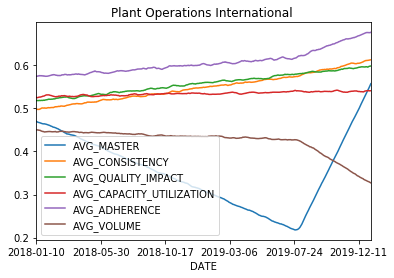 Plant Operations International
0.6
0.5
0.4
0.3
0.2
AVG_MASTER
AVG_CONSISTENCY
AVG_QUALITY_IMPACT
AVG_CAPACITY_UTILIZATION
AVG_ADHERENCE
AVG_VOLUME
2018-01-10 2018-05-30 2018-10-17 2019-03-06 2019-07-24 2019-12-11
DATE